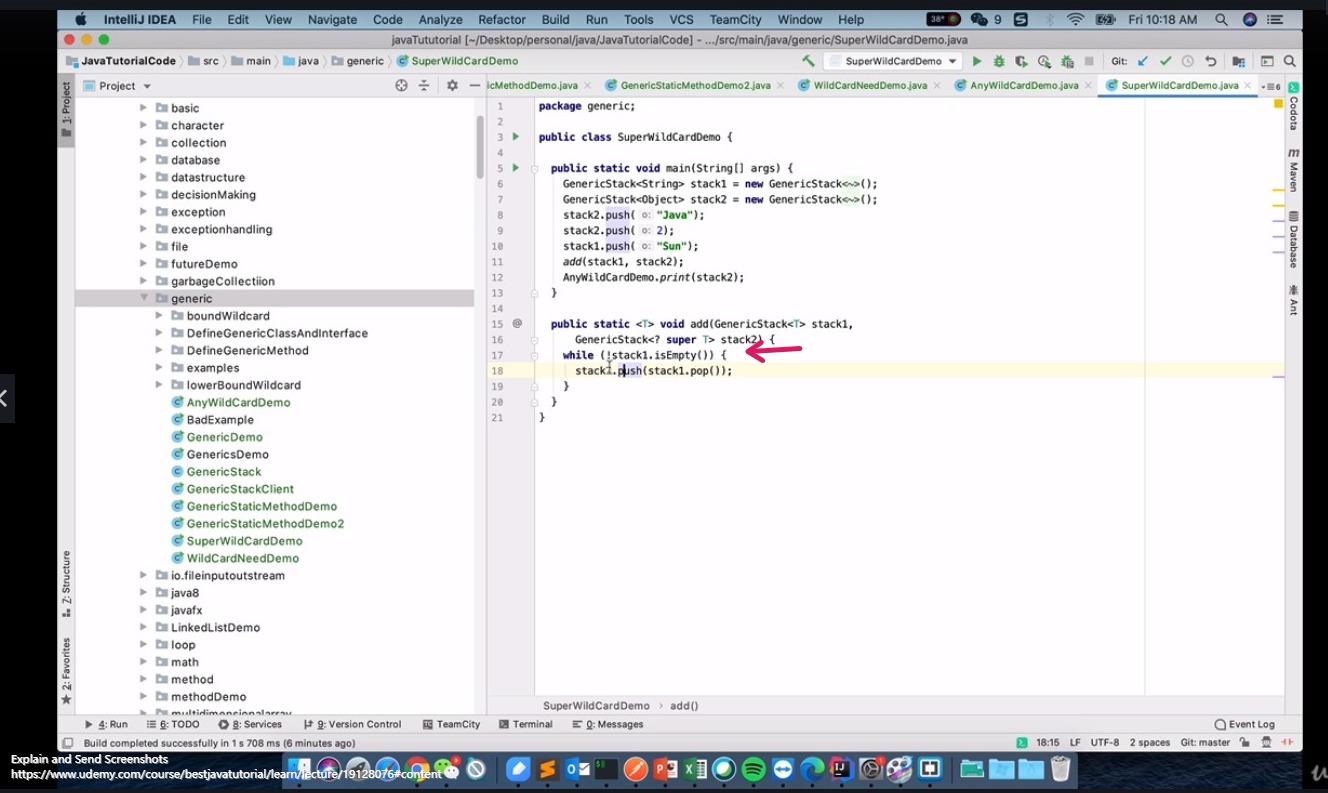 IntelliJ IDEA File Edit View Navigate Code Analyze Refactor Build Run Tools VCS TeamCity Window Help 38° 9 Fri 10:18 AM
javaTututorial [~/Desktop/personal/java/JavaTutorialCode] - .../src/main/java/generic/SuperWildCardDemo.java
JavaTutorialCode src main java generic SuperWildCardDemo SuperWildCardDemo Git:
Project icMethodDemo.java GenericStaticMethodDemo2.java WildCardNeedDemo.java AnyWildCardDemo.java SuperWildCardDemo.java 6
1: Project
basic
character
collection
database
datastructure
decisionMaking
exception
exceptionhandling
file
futureDemo
garbageCollectiion
generic
boundWildcard
DefineGenericClassAndInterface
DefineGenericMethod
examples
lowerBoundWildcard
AnyWildCardDemo
BadExample
GenericDemo
GenericsDemo
GenericStack
GenericStackClient
GenericStaticMethodDemo
GenericStaticMethodDemo2
SuperWildCardDemo
WildCardNeedDemo
io.fileinputoutstream
java8
javafx
LinkedListDemo
loop
math
method
methodDemo
multidimensionalarray
Z: Structure
2: Favorites
1 package generic;
2
3 public class SuperWildCardDemo {
4
5 public static void main(String[] args) {
6 GenericStack<String> stack1 = new GenericStack<~>();
7 GenericStack<Object> stack2 = new GenericStack<~>();
8 stack2.push( o: "Java");
9 stack2.push( o: 2);
10 stack1.push( o: "Sun");
11 add(stack1, stack2);
12 AnyWildCardDemo.print(stack2);
13 }
14
15 @ public static <T> void add(GenericStack<T> stack1,
16 GenericStack<? super T> stack2) {
17 while (!stack1.isEmpty()) {
18 .push(stack1.pop());
19 }
20 }
21 }
Codota
m Maven
Database
Ant
SuperWildCardDemo › add()
4: Run 6: TODO 8: Services 9: Version Control TeamCity Terminal 0: Messages Event Log
Build completed successfully in 1 s 708 ms (6 minutes ago) 18:15 LF UTF-8 2 spaces Git: master
Explain and Send Screenshots
https://www.udemy.com/course/bestjavatutorial/learn/lecture/19128076#content